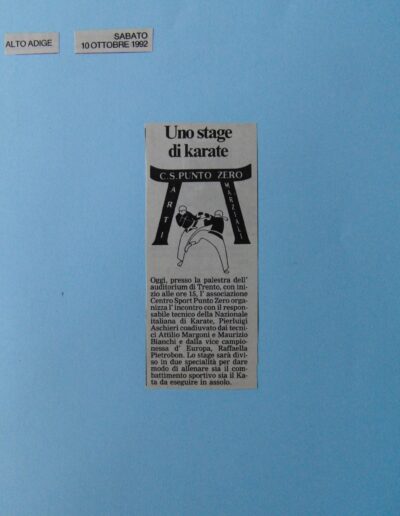 ALTO ADIGE
SABATO
10 OTTOBRE 1992
Uno stage
di karate
C.S. PUNTO ZERO
ARTI
MARZIALI
Oggi, presso la palestra dell'
auditorium di Trento, con ini
zio alle ore 15, l' associazione
Centro Sport Punto Zero orga
nizza l' incontro con il respon
sabile tecnico della Nazionale
italiana di Karate, Pierluigi
Aschieri coadiuvato dai tecni
ci Attilio Margoni e Maurizio
Bianchi e dalla vice campio
nessa d' Europa, Raffaella
Pietrobon. Lo stage sarà divi
so in due specialità per dare
modo di allenare sia il com
battimento sportivo sia il Ka
ta da eseguire in assolo.